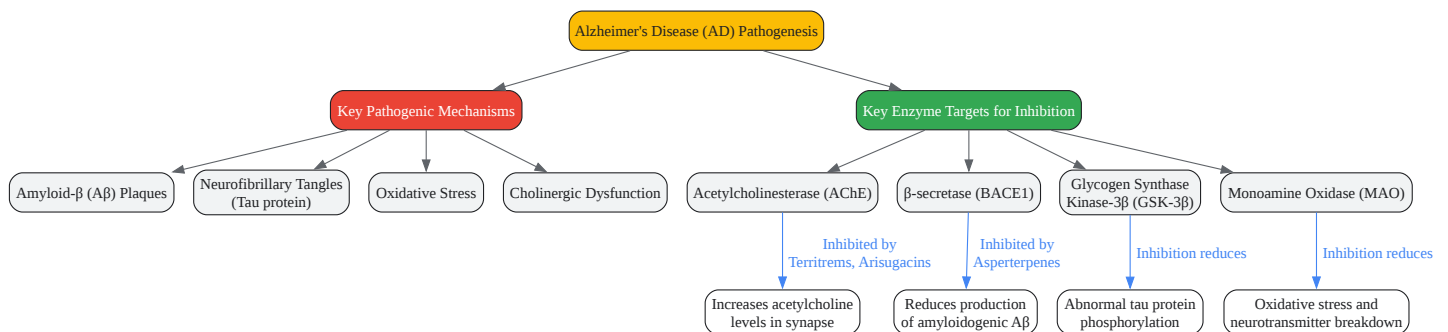 Alzheimer's Disease (AD) Pathogenesis
Key Pathogenic Mechanisms
Key Enzyme Targets for Inhibition
Amyloid-β (Aβ) Plaques
Neurofibrillary Tangles
(Tau protein)
Oxidative Stress
Cholinergic Dysfunction
Acetylcholinesterase (AChE)
β-secretase (BACE1)
Glycogen Synthase
Kinase-3β (GSK-3β)
Monoamine Oxidase (MAO)
Inhibited by
Territrems, Arisugacins
Inhibited by
Asperterpenes
Inhibition reduces
Inhibition reduces
Increases acetylcholine
levels in synapse
Reduces production
of amyloidogenic Aβ
Abnormal tau protein
phosphorylation
Oxidative stress and
neurotransmitter breakdown